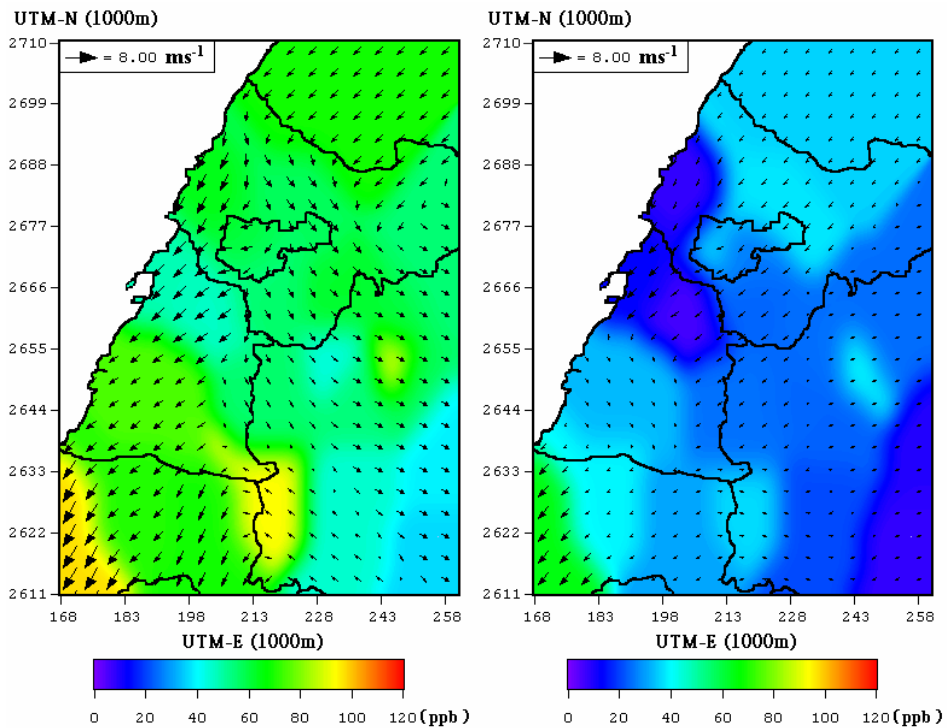 UTM-N (1000m)
UTM-N (1000m)
2710
2699
2688
2677
2666
2655
2644
2633
2622
2611
= 8.00 ms-1
168 183 198 213 228 243 258
UTM-E (1000m)
0 20 40 60 80 100 120 (ppb)
2710
2699
2688
2677
2666
2655
2644
2633
2622
2611
= 8.00 ms-1
168 183 198 213 228 243 258
UTM-E (1000m)
0 20 40 60 80 100 120 (ppb)